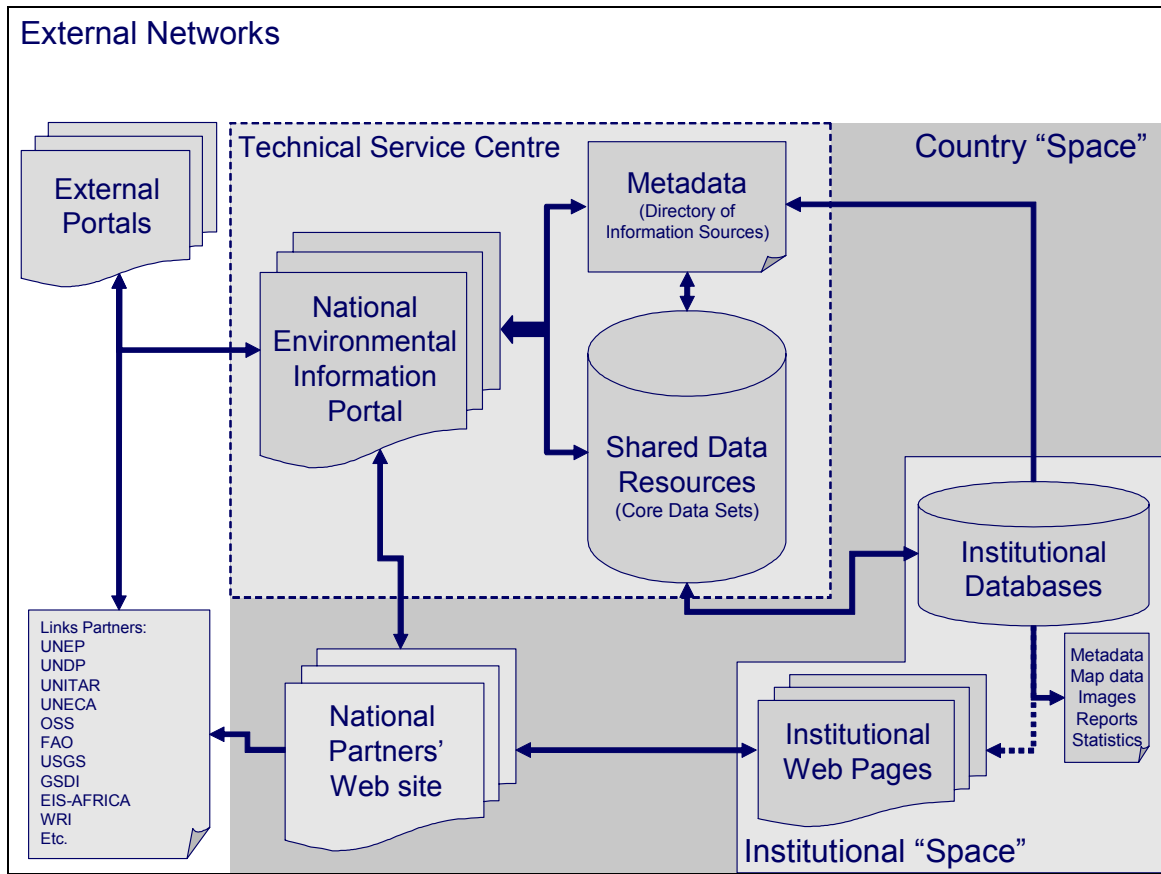 External Networks
External
Portals
Technical Service Centre
Country “Space”
Metadata
(Directory of
Information Sources)
National
Environmental
Information
Portal
Shared Data
Resources
(Core Data Sets)
Institutional
Databases
Links Partners:
UNEP
UNDP
UNITAR
UNECA
OSS
FAO
USGS
GSDI
EIS-AFRICA
WRI
Etc.
National
Partners’
Web site
Institutional
Web Pages
Metadata
Map data
Images
Reports
Statistics
Institutional “Space”